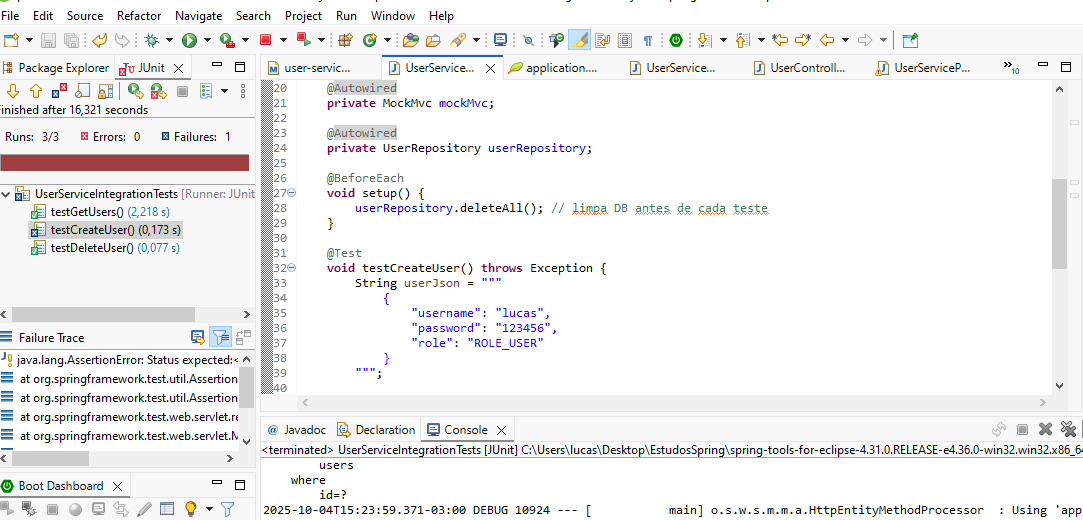 File Edit Source Refactor Navigate Search Project Run Window Help
Package Explorer JUnit
Finished after 16,321 seconds
Runs: 3/3 Errors: 0 Failures: 1
UserServiceIntegrationTests [Runner: JUnit
testGetUsers() (2,218 s)
testCreateUser() (0,173 s)
testDeleteUser() (0,077 s)
Failure Trace
java.lang.AssertionError: Status expected:<
at org.springframework.test.util.Assertion
at org.springframework.test.util.Assertion
at org.springframework.test.web.servlet.re
at org.springframework.test.web.servlet.M
Boot Dashboard
user-servic... UserService... application.... UserService... UserControll... UserServiceP... »10
20 @Autowired
21 private MockMvc mockMvc;
22
23 @Autowired
24 private UserRepository userRepository;
25
26 @BeforeEach
27 void setup() {
28 userRepository.deleteAll(); // limpa DB antes de cada teste
29 }
30
31 @Test
32 void testCreateUser() throws Exception {
33 String userJson = """
34 {
35 "username": "lucas",
36 "password": "123456",
37 "role": "ROLE_USER"
38 }
39 """;
40
@ Javadoc Declaration Console
<terminated> UserServiceIntegrationTests [JUnit] C:\Users\lucas\Desktop\EstudosSpring\spring-tools-for-eclipse-4.31.0.RELEASE-e4.36.0-win32.win32.x86_64
users
where
id=?
2025-10-04T15:23:59.371-03:00 DEBUG 10924 --- [ main] o.s.w.s.m.m.a.HttpEntityMethodProcessor : Using 'app